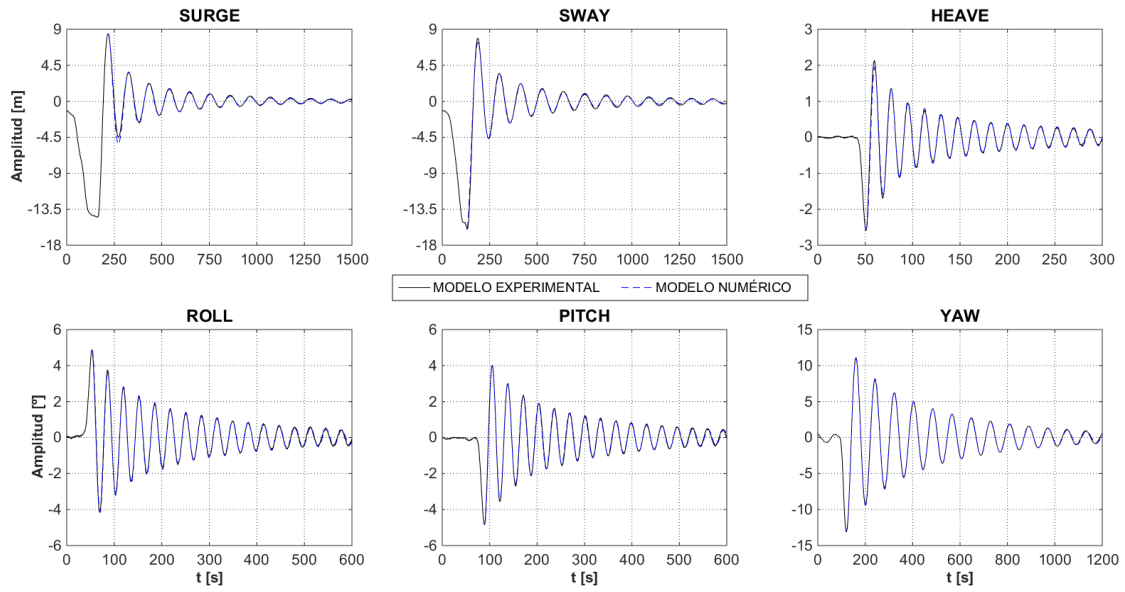 SURGE SWAY HEAVE
9 9 3
4.5 4.5 2
0 0 1
-4.5 -4.5 0
-9 -9 -1
-13.5 -13.5 -2
-18 -18 -3
Amplitud [m]
0 250 500 750 1000 1250 1500 0 250 500 750 1000 1250 1500 0 50 100 150 200 250 300
MODELO EXPERIMENTAL MODELO NUMÉRICO
ROLL PITCH YAW
6 6 15
4 4 10
2 2 5
0 0 0
-2 -2 -5
-4 -4 -10
-6 -6 -15
Amplitud [º]
0 100 200 300 400 500 600 0 100 200 300 400 500 600 0 200 400 600 800 1000 1200
t [s] t [s] t [s]